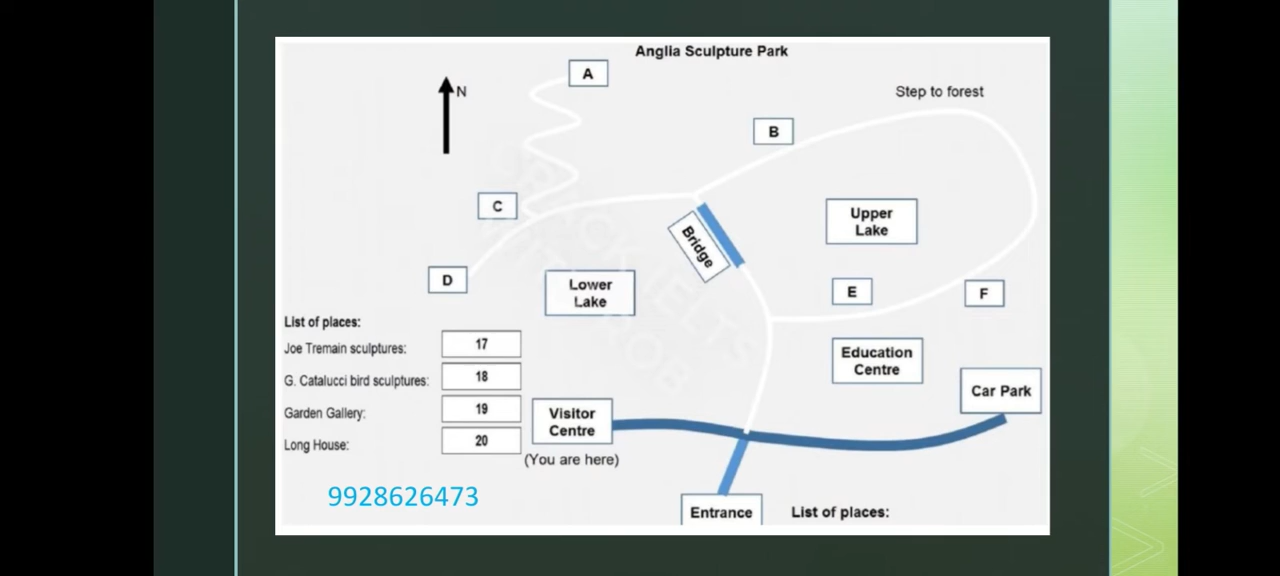 Anglia Sculpture Park
A
N
Step to forest
B
C
Upper
Lake
Bridge
D
Lower
Lake
E
F
List of places:
Joe Tremain sculptures: 17
G. Catalucci bird sculptures: 18
Garden Gallery: 19
Long House: 20
Education
Centre
Car Park
Visitor
Centre
(You are here)
9928626473
Entrance
List of places: